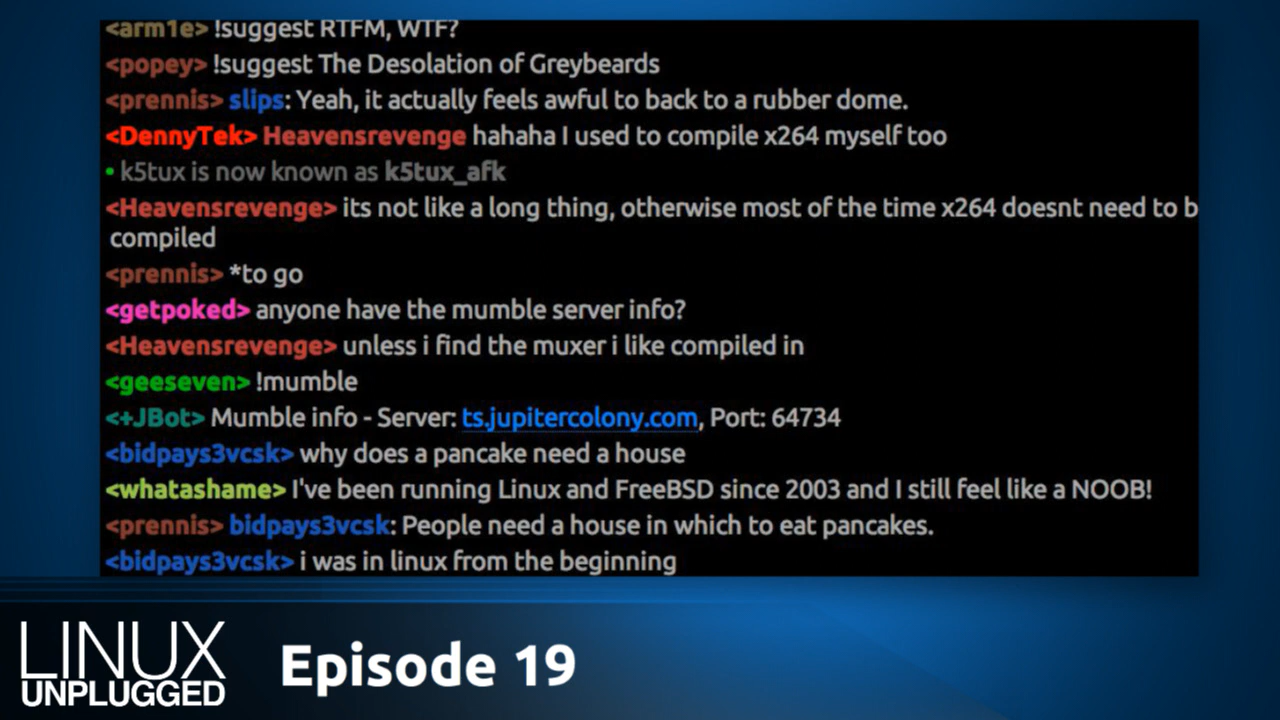 <arm1e> !suggest RTFM, WTF?
<popey> !suggest The Desolation of Greybeards
<prennis> slips: Yeah, it actually feels awful to back to a rubber dome.
<DennyTek> Heavensrevenge hahaha I used to compile x264 myself too
• k5tux is now known as k5tux_afk
<Heavensrevenge> its not like a long thing, otherwise most of the time x264 doesnt need to b
compiled
<prennis> *to go
<getpoked> anyone have the mumble server info?
<Heavensrevenge> unless i find the muxer i like compiled in
<geeseven> !mumble
<+JBot> Mumble info - Server: ts.jupitercolony.com, Port: 64734
<bidpays3vcsk> why does a pancake need a house
<whatashame> I've been running Linux and FreeBSD since 2003 and I still feel like a NOOB!
<prennis> bidpays3vcsk: People need a house in which to eat pancakes.
<bidpays3vcsk> i was in linux from the beginning
LINUX
UNPLUGGED
Episode 19